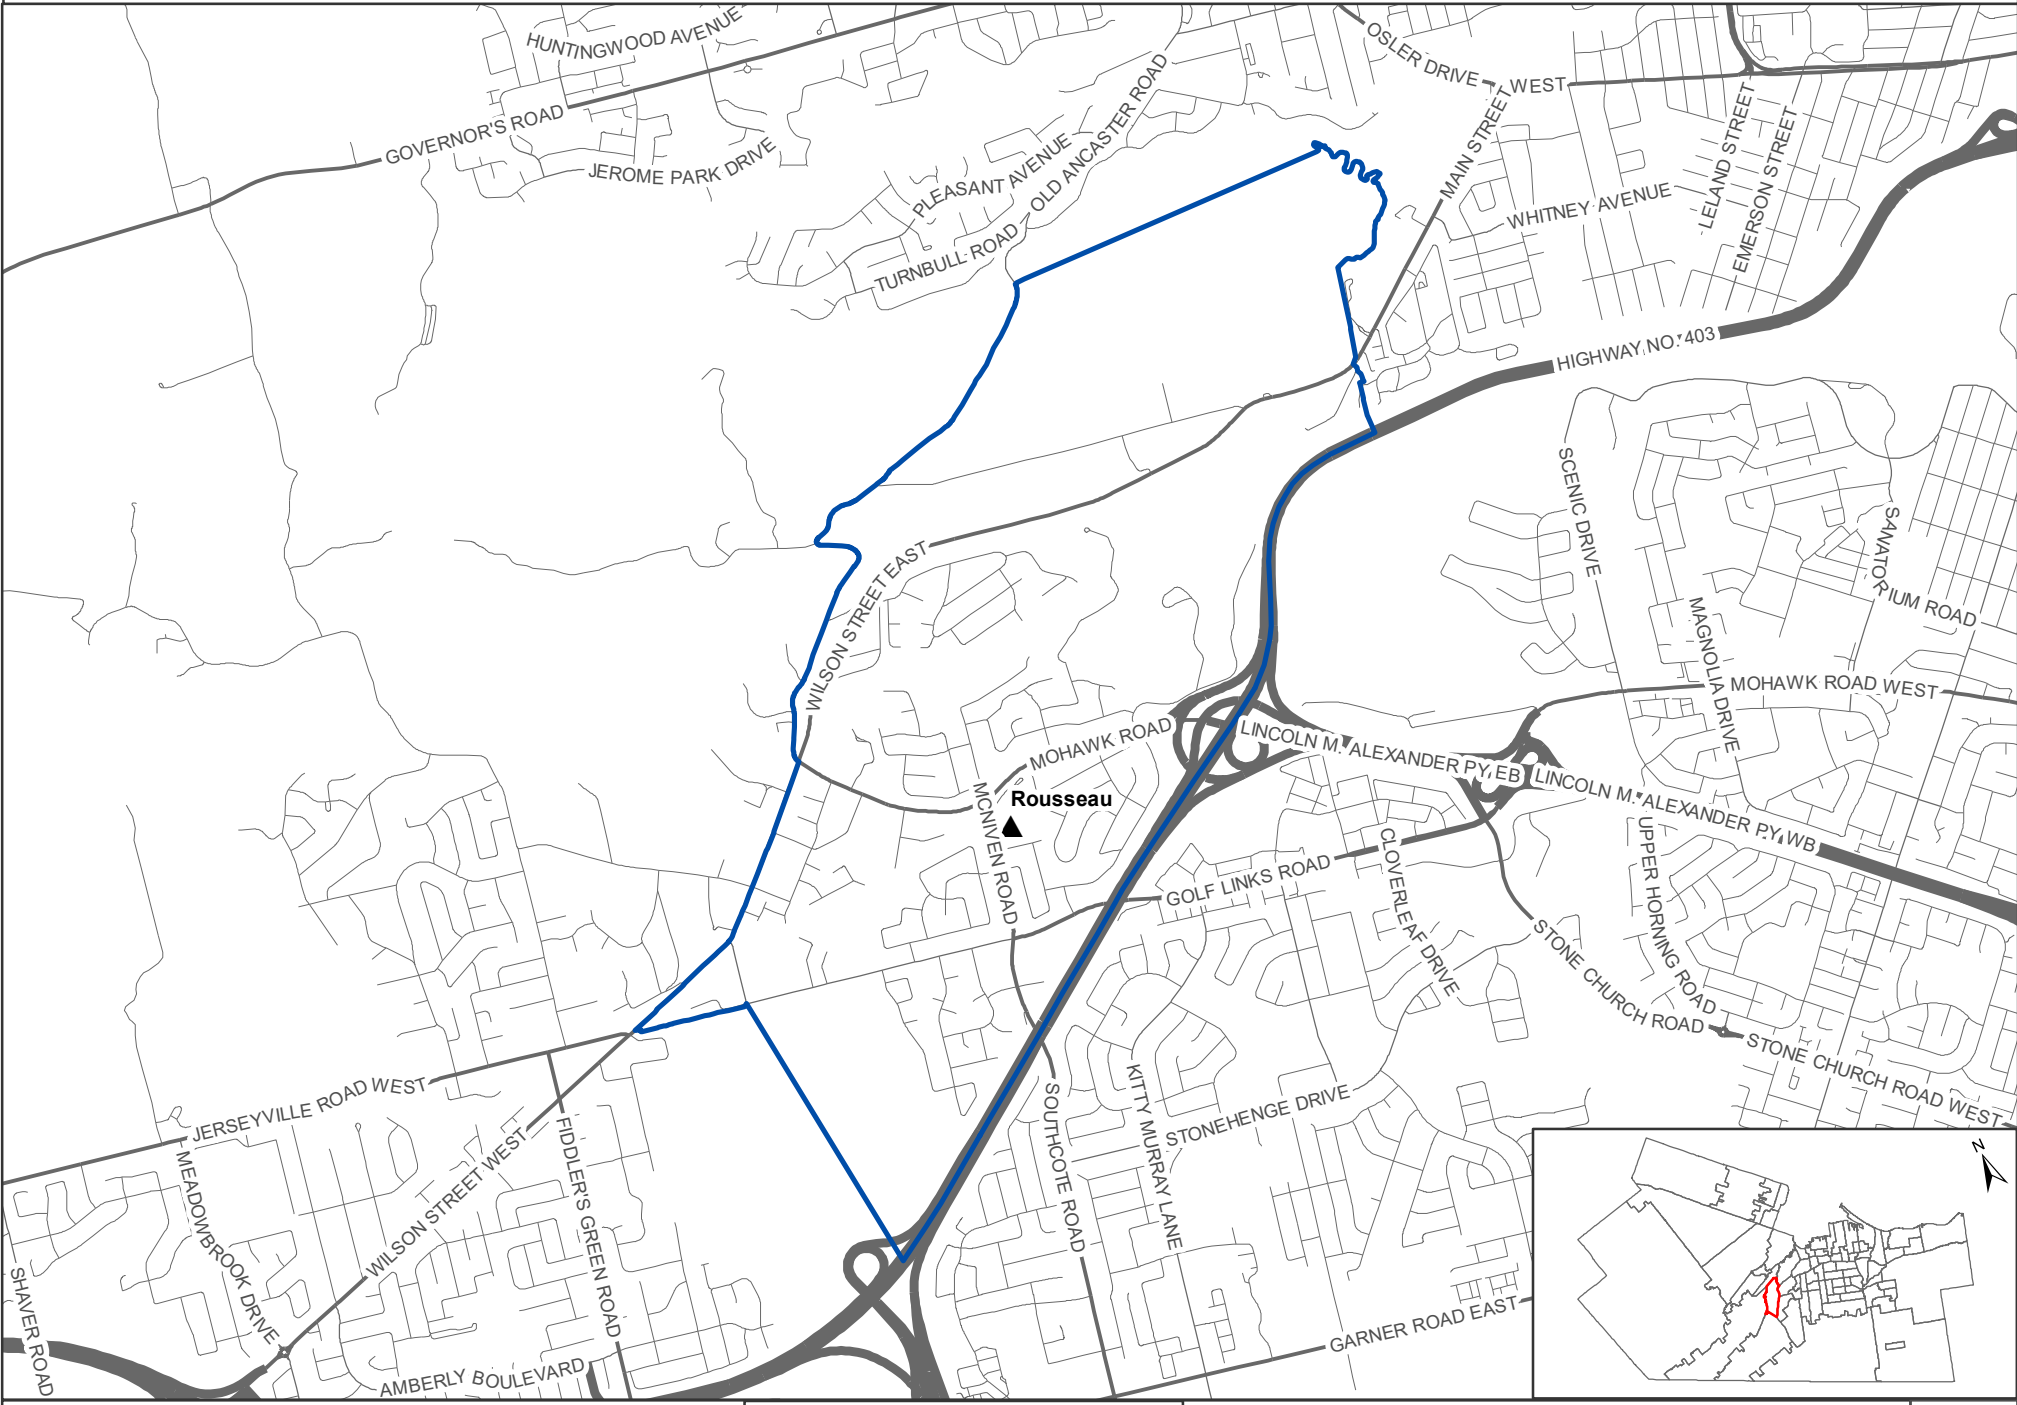 HUNTINGWOOD AVENUE
OSLER DRIVE
WEST
GOVERNOR'S ROAD
JEROME PARK DRIVE
PLEASANT AVENUE
OLD ANCASTER ROAD
TURNBULL ROAD
MAIN STREET
WHITNEY AVENUE
LELAND STREET
EMERSON STREET
HIGHWAY NO. 403
SCENIC DRIVE
SANATORIUM ROAD
WILSON STREET EAST
MAGNOLIA DRIVE
MOHAWK ROAD WEST
MOHAWK ROAD
LINCOLN M. ALEXANDER PY EB
LINCOLN M. ALEXANDER PY WB
Rousseau
MCNIVEN ROAD
GOLF LINKS ROAD
CLOVERLEAF DRIVE
UPPER HORNING ROAD
STONE CHURCH ROAD
STONE CHURCH ROAD WEST
JERSEYVILLE ROAD WEST
WILSON STREET WEST
FIDDLER'S GREEN ROAD
SOUTHCOTE ROAD
KITTY MURRAY LANE
STONEHENGE DRIVE
MEADOWBROOK DRIVE
SHAVER ROAD
AMBERLY BOULEVARD
GARNER ROAD EAST
N